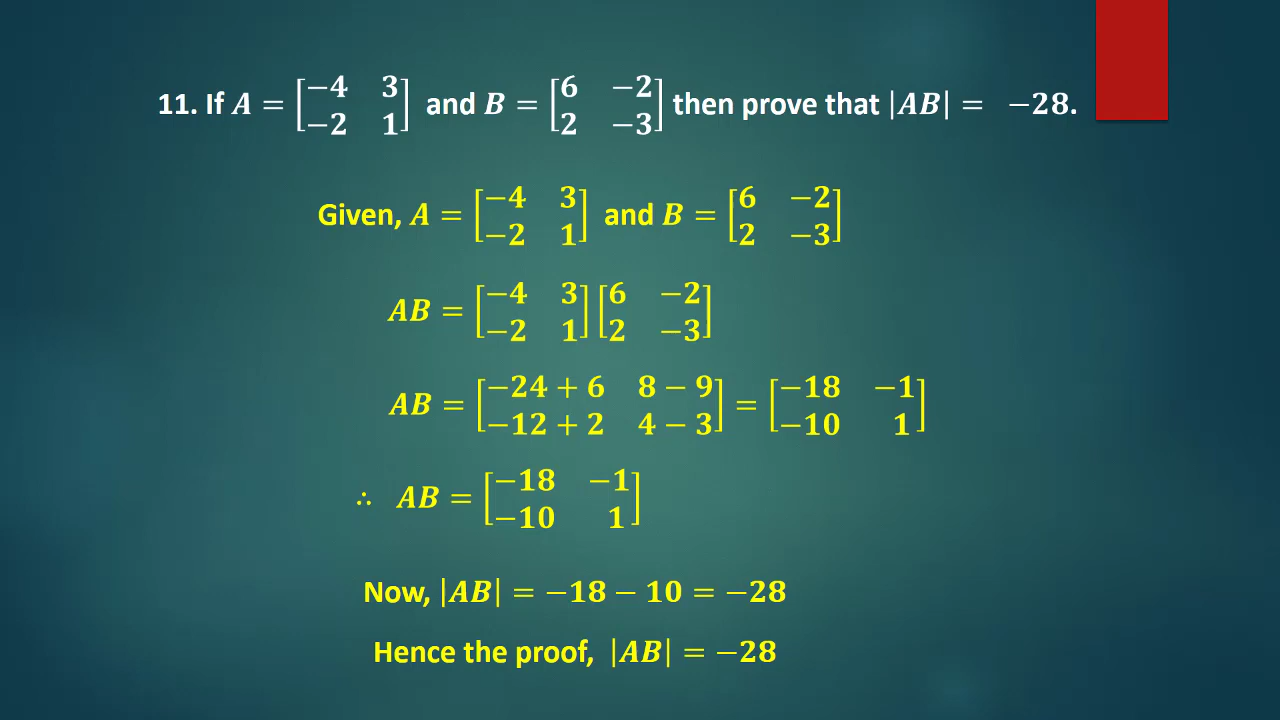 11. If A = [−4 3 −2 1] and B = [6 −2 2 −3] then prove that |AB| = −28.
Given, A = [−4 3 −2 1] and B = [6 −2 2 −3]
AB = [−4 3 −2 1] [6 −2 2 −3]
AB = [−24 + 6 8 − 9 −12 + 2 4 − 3] = [−18 −1 −10 1]
∴ AB = [−18 −1 −10 1]
Now, |AB| = −18 − 10 = −28
Hence the proof, |AB| = −28